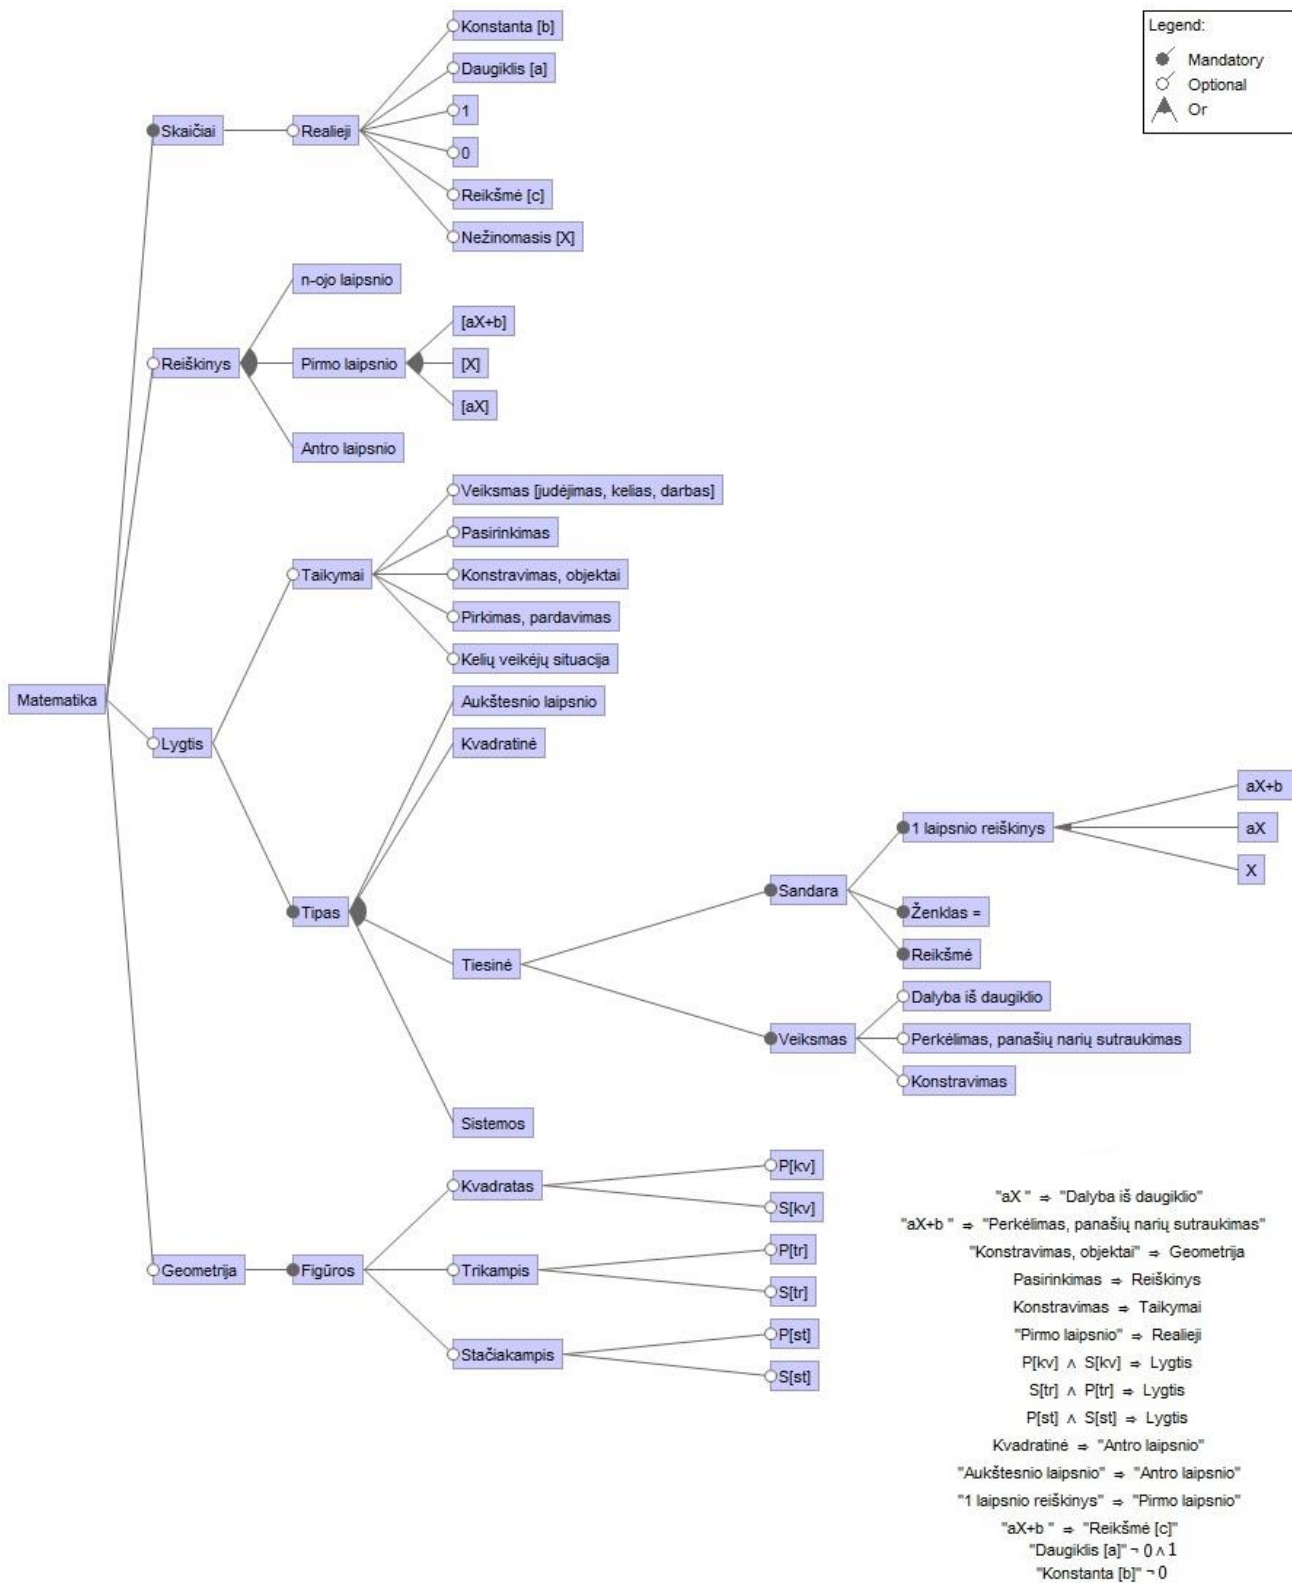 Legend:
Mandatory
Optional
Or
Konstanta [b]
Daugiklis [a]
1
0
Reikšmė [c]
Nežinomasis [X]
Skaičiai
Realieji
n-ojo laipsnio
Reiškinys
Pirmo laipsnio
[aX+b]
[X]
[aX]
Antro laipsnio
Veiksmas [judėjimas, kelias, darbas]
Pasirinkimas
Taikymai
Konstravimas, objektai
Pirkimas, pardavimas
Kelių veikėjų situacija
Matematika
Aukštesnio laipsnio
Lygtis
Kvadratinė
aX+b
1 laipsnio reiškinys
aX
X
Sandara
Tipas
Ženklas =
Tiesinė
Reikšmė
Dalyba iš daugiklio
Veiksmas
Perkėlimas, panašių narių sutraukimas
Konstravimas
Sistemos
P[kv]
Kvadratas
S[kv]
P[tr]
Geometrija
Figūros
Trikampis
S[tr]
P[st]
Stačiakampis
S[st]
"aX " ⇒ "Dalyba iš daugiklio"
"aX+b " ⇒ "Perkėlimas, panašių narių sutraukimas"
"Konstravimas, objektai" ⇒ Geometrija
Pasirinkimas ⇒ Reiškinys
Konstravimas ⇒ Taikymai
"Pirmo laipsnio" ⇒ Realieji
P[kv] ∧ S[kv] ⇒ Lygtis
S[tr] ∧ P[tr] ⇒ Lygtis
P[st] ∧ S[st] ⇒ Lygtis
Kvadratinė ⇒ "Antro laipsnio"
"Aukštesnio laipsnio" ⇒ "Antro laipsnio"
"1 laipsnio reiškinys" ⇒ "Pirmo laipsnio"
"aX+b " ⇒ "Reikšmė [c]"
"Daugiklis [a]" ¬ 0 ∧ 1
"Konstanta [b]" ¬ 0